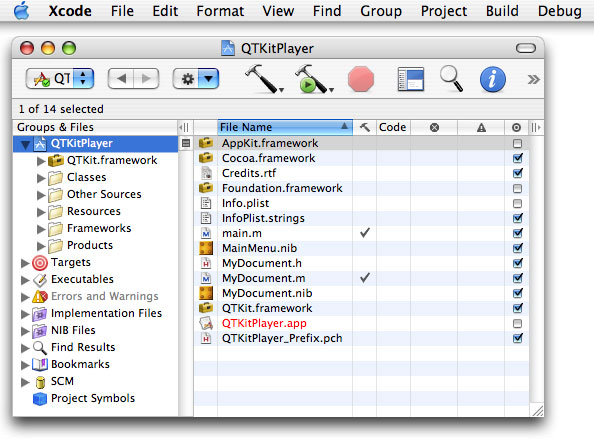 Xcode File Edit Format View Find Group Project Build Debug
QTKitPlayer
QT
1 of 14 selected
Groups & Files
File Name Code
QTKitPlayer
AppKit.framework
QTKit.framework
Cocoa.framework
Classes
Credits.rtf
Other Sources
Foundation.framework
Resources
Info.plist
Frameworks
InfoPlist.strings
Products
main.m
Targets
MainMenu.nib
Executables
MyDocument.h
Errors and Warnings
MyDocument.m
Implementation Files
MyDocument.nib
NIB Files
QTKit.framework
Find Results
QTKitPlayer.app
Bookmarks
QTKitPlayer_Prefix.pch
SCM
Project Symbols